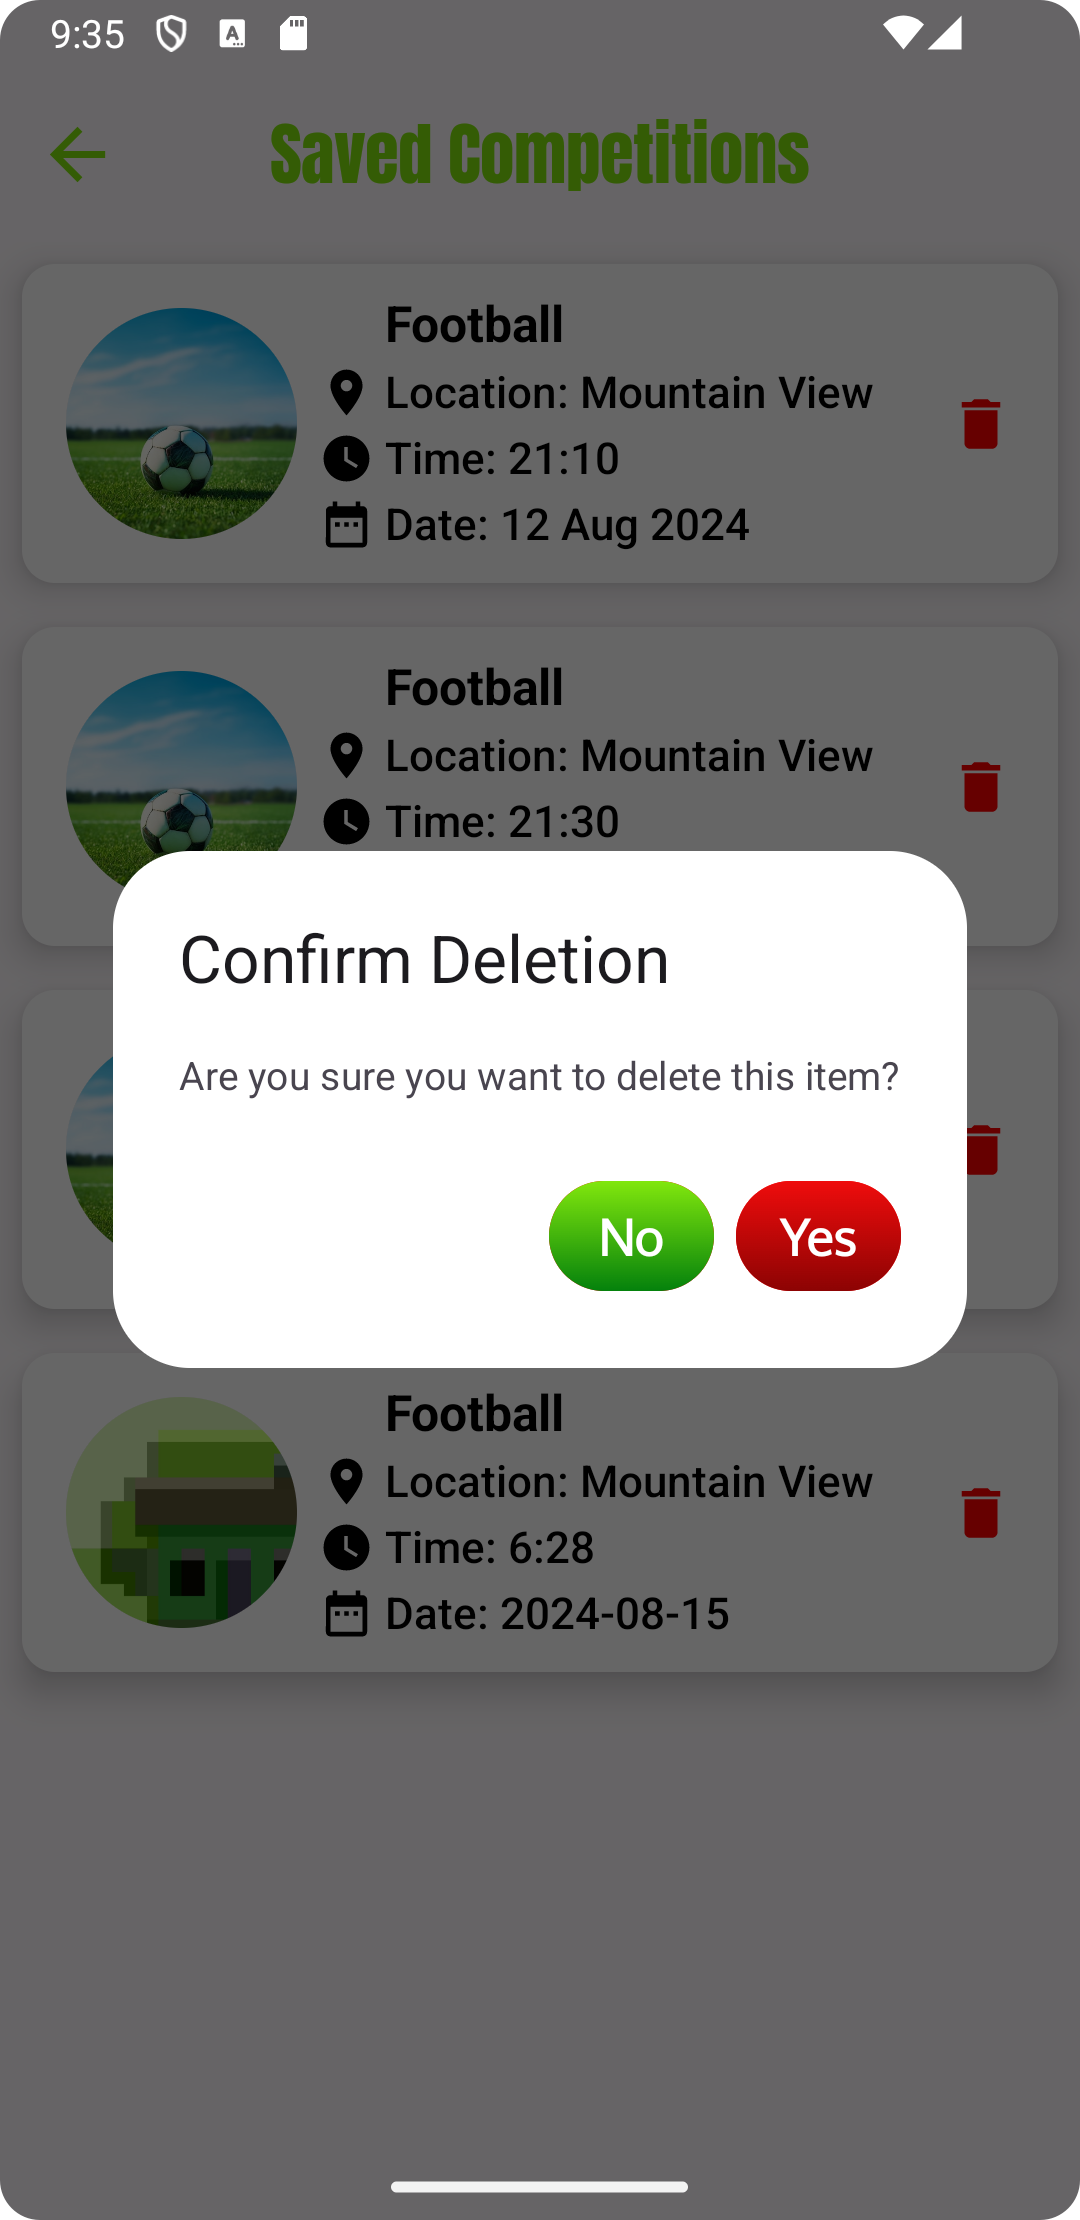 9:35
Saved Competitions
Football
Location: Mountain View
Time: 21:10
Date: 12 Aug 2024
Football
Location: Mountain View
Time: 21:30
Confirm Deletion
Are you sure you want to delete this item?
No
Yes
Football
Location: Mountain View
Time: 6:28
Date: 2024-08-15